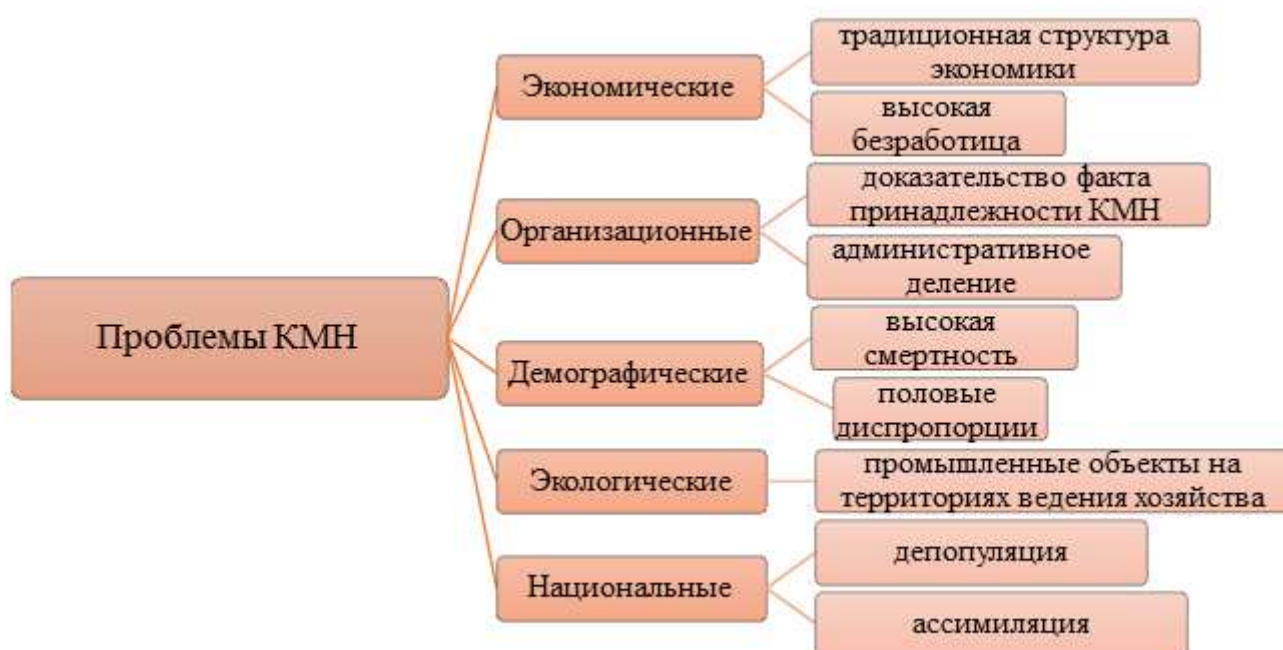 Проблемы КМН
Экономические
традиционная структура
экономики
высокая
безработица
Организационные
доказательство факта
принадлежности КМН
административное
деление
Демографические
высокая
смертность
половые
диспропорции
Экологические
промышленные объекты на
территориях ведения хозяйства
Национальные
депопуляция
ассимиляция